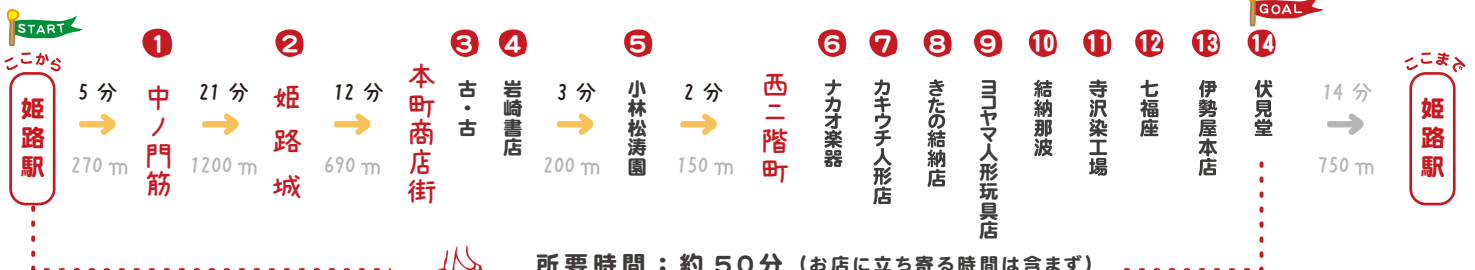 START
ここから
姫路駅
5分
270m
1
中ノ門筋
21分
1200m
2
姫路城
12分
690m
本町商店街
3
古・古
4
岩崎書店
3分
200m
5
小林松涛園
2分
150m
西二階町
6
ナカオ楽器
7
カキウチ人形店
8
きたの結納店
9
ヨコヤマ人形玩具店
10
結納那波
11
寺沢染工場
12
七福座
13
伊勢屋本店
GOAL
14
伏見堂
14分
750m
ここまで
姫路駅
所要時間:約50分(お店に立ち寄る時間は含まず)